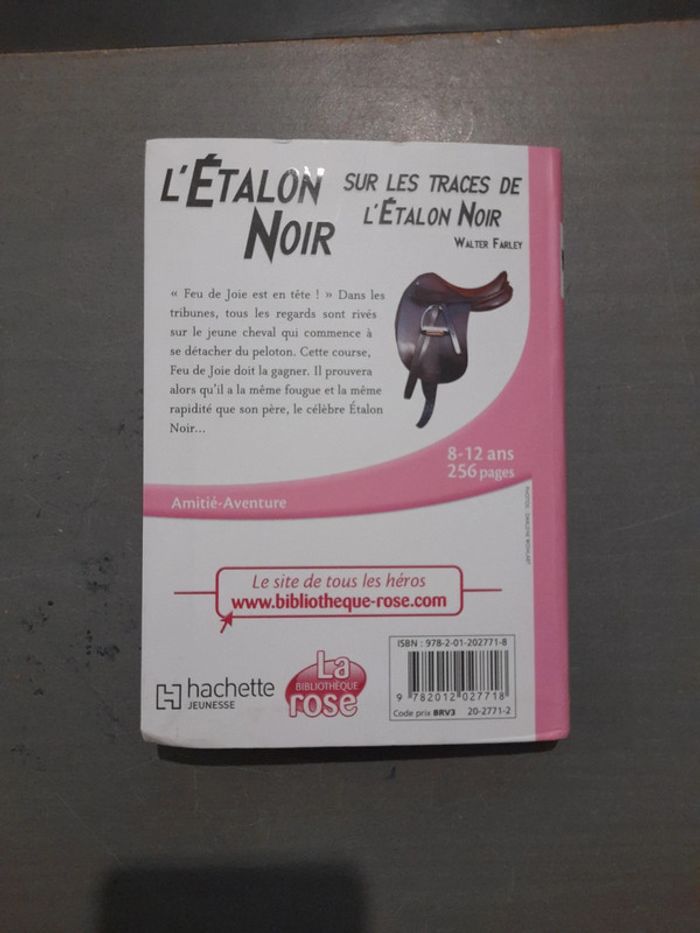 L'ÉTALON
NOIR
SUR LES TRACES DE
L'ÉTALON NOIR
WALTER FARLEY
« Feu de Joie est en tête ! » Dans les
tribunes, tous les regards sont rivés
sur le jeune cheval qui commence à
se détacher du peloton. Cette course,
Feu de Joie doit la gagner. Il prouvera
alors qu'il a la même fougue et la même
rapidité que son père, le célèbre Étalon
Noir...
8-12 ans
256 pages
Amitié-Aventure
Le site de tous les héros
www.bibliotheque-rose.com
hachette
JEUNESSE
La
BIBLIOTHÈQUE
rose
ISBN : 978-2-01-202771-8
9 782012 027718
Code prix BRV3 20-2771-2